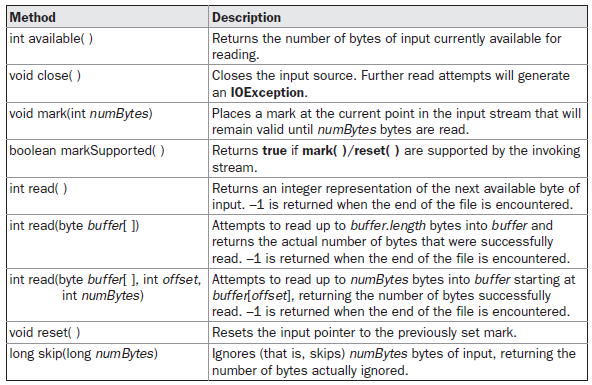 Method Description
int available( ) Returns the number of bytes of input currently available for
reading.
void close( ) Closes the input source. Further read attempts will generate
an IOException.
void mark(int numBytes) Places a mark at the current point in the input stream that will
remain valid until numBytes bytes are read.
boolean markSupported( ) Returns true if mark( )/reset( ) are supported by the invoking
stream.
int read( ) Returns an integer representation of the next available byte of
input. –1 is returned when the end of the file is encountered.
int read(byte buffer[ ]) Attempts to read up to buffer.length bytes into buffer and
returns the actual number of bytes that were successfully
read. –1 is returned when the end of the file is encountered.
int read(byte buffer[ ], int offset, Attempts to read up to numBytes bytes into buffer starting at
int numBytes) buffer[offset], returning the number of bytes successfully
read. –1 is returned when the end of the file is encountered.
void reset( ) Resets the input pointer to the previously set mark.
long skip(long numBytes) Ignores (that is, skips) numBytes bytes of input, returning the
number of bytes actually ignored.